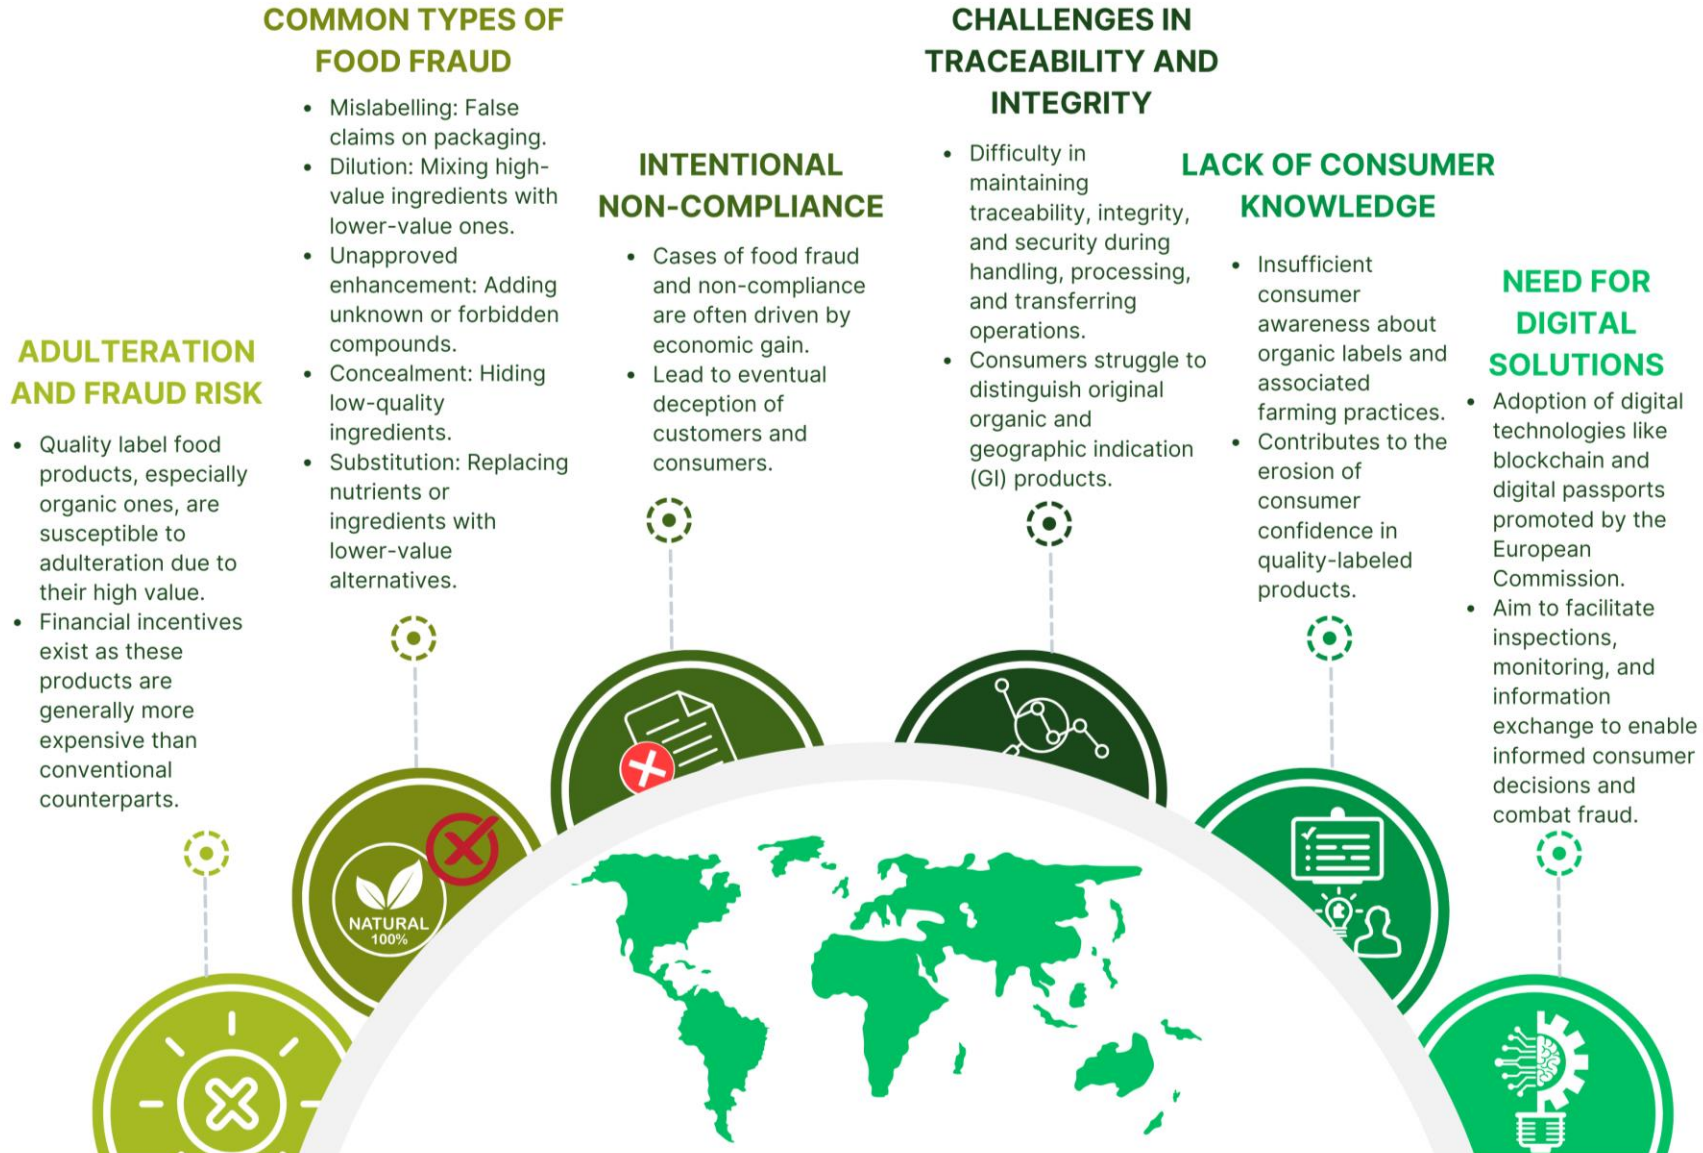 COMMON TYPES OF
FOOD FRAUD
• Mislabelling: False
claims on packaging.
• Dilution: Mixing high-
value ingredients with
lower-value ones.
• Unapproved
enhancement: Adding
unknown or forbidden
compounds.
• Concealment: Hiding
low-quality
ingredients.
• Substitution: Replacing
nutrients or
ingredients with
lower-value
alternatives.
CHALLENGES IN
TRACEABILITY AND
INTEGRITY
• Difficulty in
maintaining
traceability, integrity,
and security during
handling, processing,
and transferring
operations.
• Consumers struggle to
distinguish original
organic and
geographic indication
(GI) products.
INTENTIONAL
NON-COMPLIANCE
• Cases of food fraud
and non-compliance
are often driven by
economic gain.
• Lead to eventual
deception of
customers and
consumers.
LACK OF CONSUMER
KNOWLEDGE
• Insufficient
consumer
awareness about
organic labels and
associated
farming practices.
• Contributes to the
erosion of
consumer
confidence in
quality-labeled
products.
NEED FOR
DIGITAL
SOLUTIONS
• Adoption of digital
technologies like
blockchain and
digital passports
promoted by the
European
Commission.
• Aim to facilitate
inspections,
monitoring, and
information
exchange to enable
informed consumer
decisions and
combat fraud.
ADULTERATION
AND FRAUD RISK
• Quality label food
products, especially
organic ones, are
susceptible to
adulteration due to
their high value.
• Financial incentives
exist as these
products are
generally more
expensive than
conventional
counterparts.
NATURAL
100%